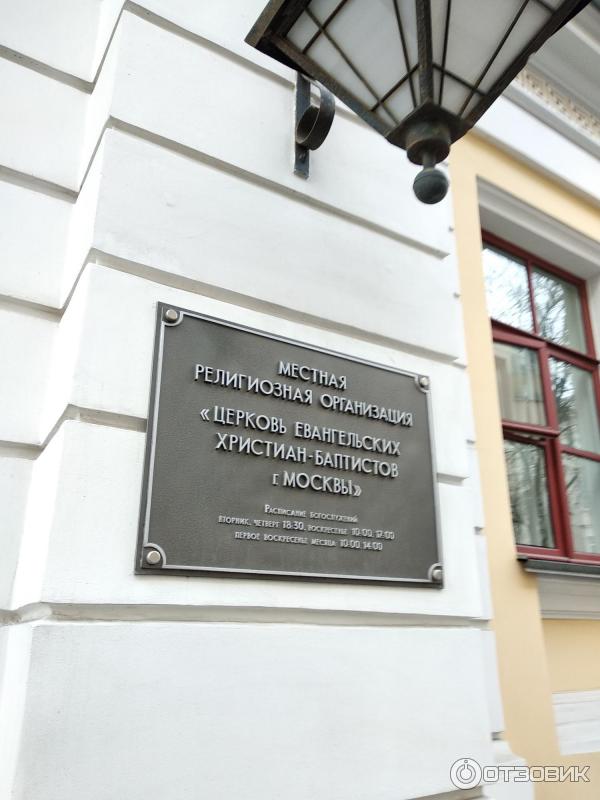 МЕСТНАЯ
РЕЛИГИОЗНАЯ ОРГАНИЗАЦИЯ
«ЦЕРКОВЬ ЕВАНГЕЛЬСКИХ
ХРИСТИАН-БАПТИСТОВ
г. МОСКВЫ»
РАСПИСАНИЕ БОГОСЛУЖЕНИЙ:
ВТОРНИК, ЧЕТВЕРГ 18:30, ВОСКРЕСЕНЬЕ 10:00, 17:00
ПЕРВОЕ ВОСКРЕСЕНЬЕ МЕСЯЦА: 10:00, 14:00
ОТЗОВИК